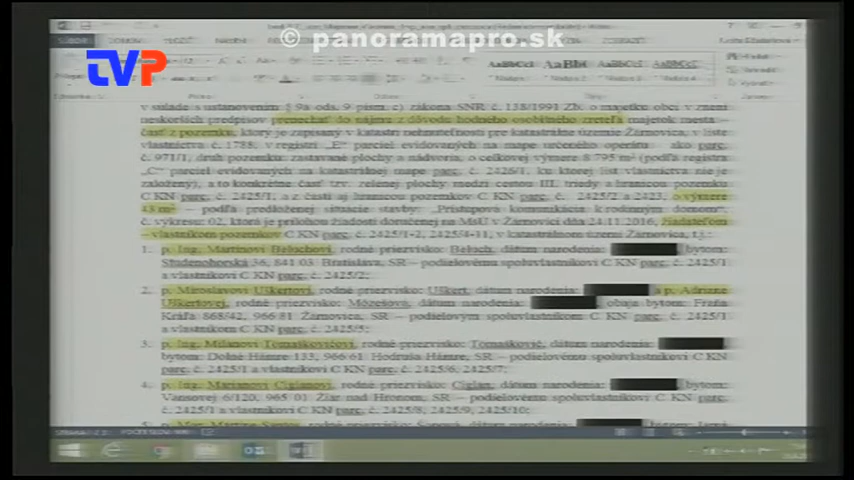 © panoramapro.sk
TVP
v súlade s ustanovením § 9a ods. 9 písm. c) zákona SNR č. 138/1991 Zb. o majetku obcí v znení
neskorších predpisov prenechať do nájmu z dôvodu hodného osobitného zreteľa majetok mesta –
časť z pozemku, ktorý je zapísaný v katastri nehnuteľností pre katastrálne územie Žarnovica, v liste
vlastníctva č. 1788, v registri „E“ parciel evidovaných na mape určeného operátu – ako parc.
č. 971/1, druh pozemku: zastavané plochy a nádvoria, o celkovej výmere 8 795 m² (podľa registra
„C“ parciel evidovaných na katastrálnej mape parc. č. 2426/1, ku ktorej list vlastníctva nie je
založený), a to konkrétne časť tzv. zelenej plochy medzi cestou III. triedy a hranicou pozemku
C KN parc. č. 2425/1, a z časti aj hranicou pozemkov C KN parc. č. 2425/2 a 2423, o výmere
43 m² – podľa predloženej situácie stavby: „Prístupová komunikácia k rodinným domom“,
č. výkresu: 02, ktorá je prílohou žiadosti doručenej na MsÚ v Žarnovici dňa 24.11.2016, žiadateľom
– vlastníkom pozemkov C KN parc. č. 2425/1-2, 2425/4-11, v katastrálnom území Žarnovica, t.j.:
1. p. Ing. Martinovi Belochovi, rodné priezvisko: Beloch, dátum narodenia: bytom:
Studenohorská 36, 841 03 Bratislava, SR – podielovému spoluvlastníkovi C KN parc. č. 2425/1
a vlastníkovi C KN parc. č. 2425/2;
2. p. Miroslavovi Uškertovi, rodné priezvisko: Uškert, dátum narodenia: a p. Adriane
Uškertovej, rodné priezvisko: Mózešová, dátum narodenia: obaja bytom: Fraňa
Kráľa 868/42, 966 81 Žarnovica, SR – podielovým spoluvlastníkom C KN parc. č. 2425/1
a vlastníkom C KN parc. č. 2425/5;
3. p. Ing. Milanovi Tomaškovičovi, rodné priezvisko: Tomaškovič, dátum narodenia:
bytom: Dolné Hámre 133, 966 61 Hodruša Hámre, SR – podielovému spoluvlastníkovi C KN
parc. č. 2425/1 a vlastníkovi C KN parc. č. 2425/6, 2425/7;
4. p. Ing. Marianovi Ciglanovi, rodné priezvisko: Ciglan, dátum narodenia: bytom:
Vansovej 6/120, 965 01 Žiar nad Hronom, SR – podielovému spoluvlastníkovi C KN parc.
č. 2425/1 a vlastníkovi C KN parc. č. 2425/8, 2425/9, 2425/10;